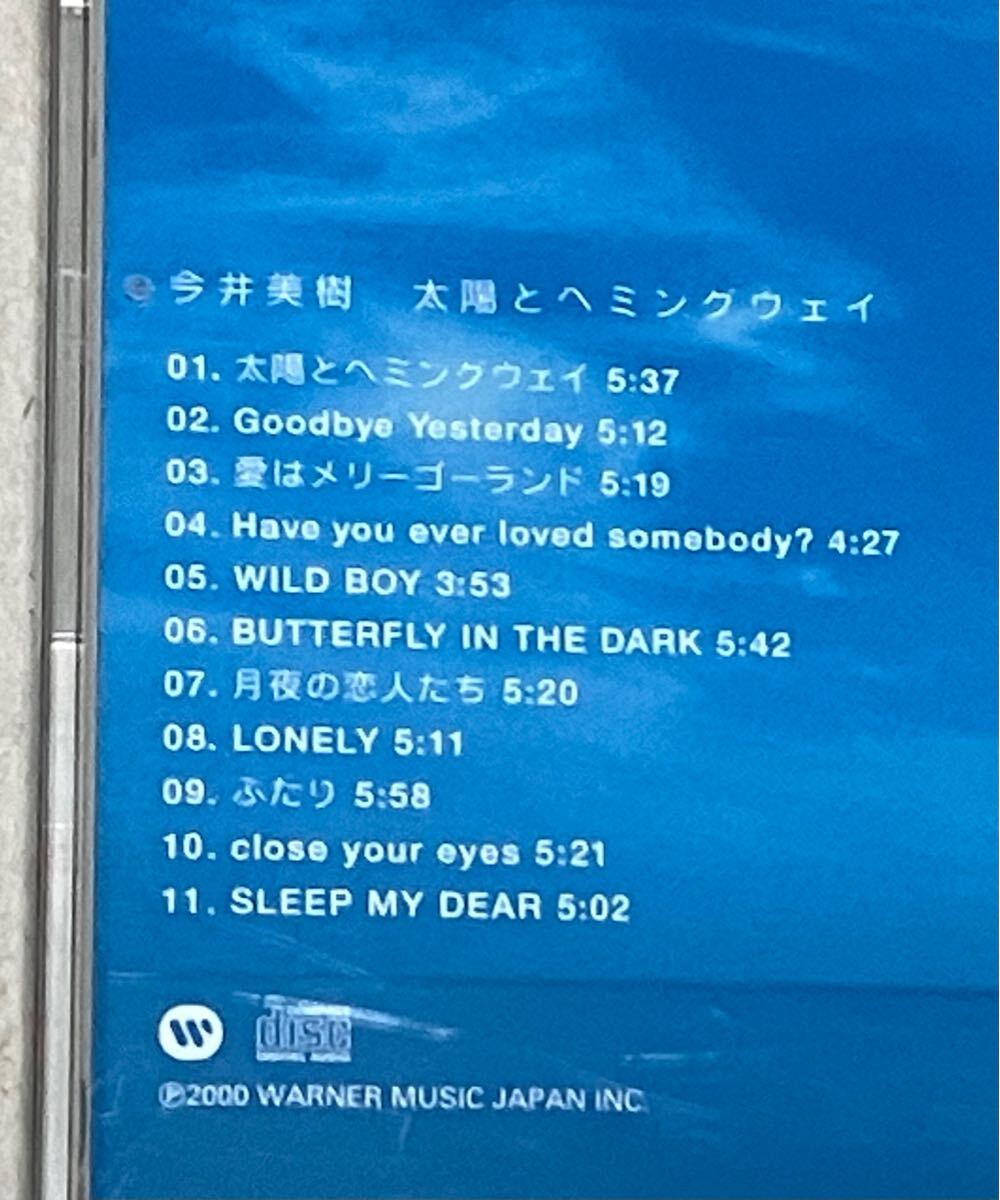 今井美樹　太陽とヘミングウェイ
01. 太陽とヘミングウェイ 5:37
02. Goodbye Yesterday 5:12
03. 愛はメリーゴーランド 5:19
04. Have you ever loved somebody? 4:27
05. WILD BOY 3:53
06. BUTTERFLY IN THE DARK 5:42
07. 月夜の恋人たち 5:20
08. LONELY 5:11
09. ふたり 5:58
10. close your eyes 5:21
11. SLEEP MY DEAR 5:02
disc
DIGITAL AUDIO
℗2000 WARNER MUSIC JAPAN INC.